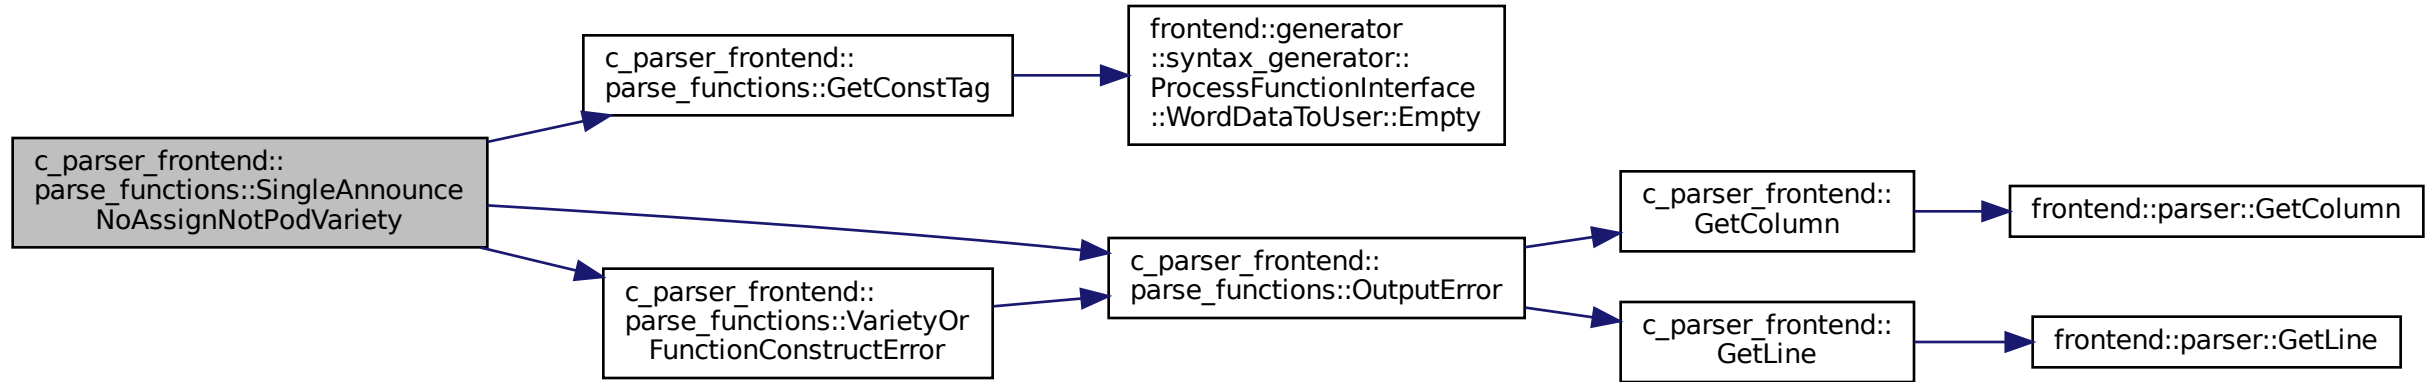 c_parser_frontend::
parse_functions::SingleAnnounce
NoAssignNotPodVariety
c_parser_frontend::
parse_functions::GetConstTag
frontend::generator
::syntax_generator::
ProcessFunctionInterface
::WordDataToUser::Empty
c_parser_frontend::
parse_functions::VarietyOr
FunctionConstructError
c_parser_frontend::
parse_functions::OutputError
c_parser_frontend::
GetColumn
frontend::parser::GetColumn
c_parser_frontend::
GetLine
frontend::parser::GetLine